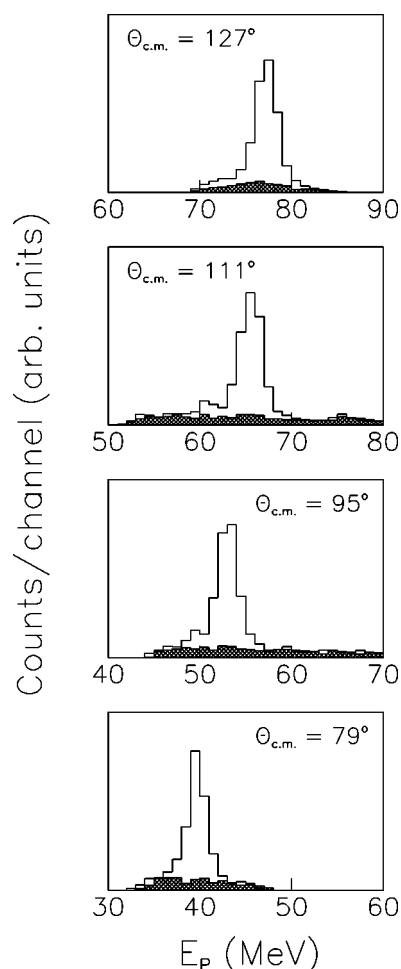 Θc.m. = 127°
60 70 80 90
Θc.m. = 111°
50 60 70 80
Θc.m. = 95°
40 50 60 70
Θc.m. = 79°
30 40 50 60
Counts/channel (arb. units)
EP (MeV)